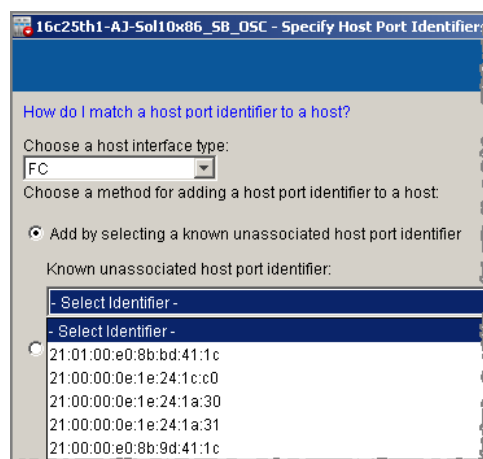 16c25th1-AJ-Sol10x86_SB_OSC - Specify Host Port Identifier
How do I match a host port identifier to a host?
Choose a host interface type:
FC
Choose a method for adding a host port identifier to a host:
Add by selecting a known unassociated host port identifier
Known unassociated host port identifier:
- Select Identifier -
- Select Identifier -
21:01:00:e0:8b:bd:41:1c
21:00:00:0e:1e:24:1c:c0
21:00:00:0e:1e:24:1a:30
21:00:00:0e:1e:24:1a:31
21:00:00:e0:8b:9d:41:1c